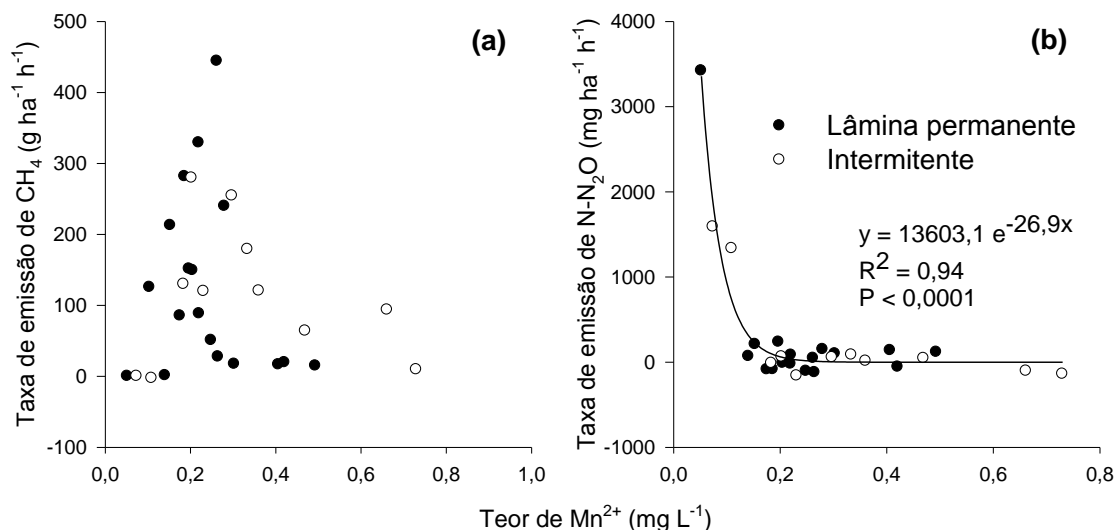 (a)
Taxa de emissão de CH₄ (g ha⁻¹ h⁻¹)
500
400
300
200
100
0
-100
0,0 0,2 0,4 0,6 0,8 1,0
(b)
Taxa de emissão de N-N₂O (mg ha⁻¹ h⁻¹)
4000
3000
2000
1000
0
-1000
Lâmina permanente
Intermitente
y = 13603,1 e⁻²⁶,⁹ˣ
R² = 0,94
P < 0,0001
0,0 0,2 0,4 0,6 0,8
Teor de Mn²⁺ (mg L⁻¹)